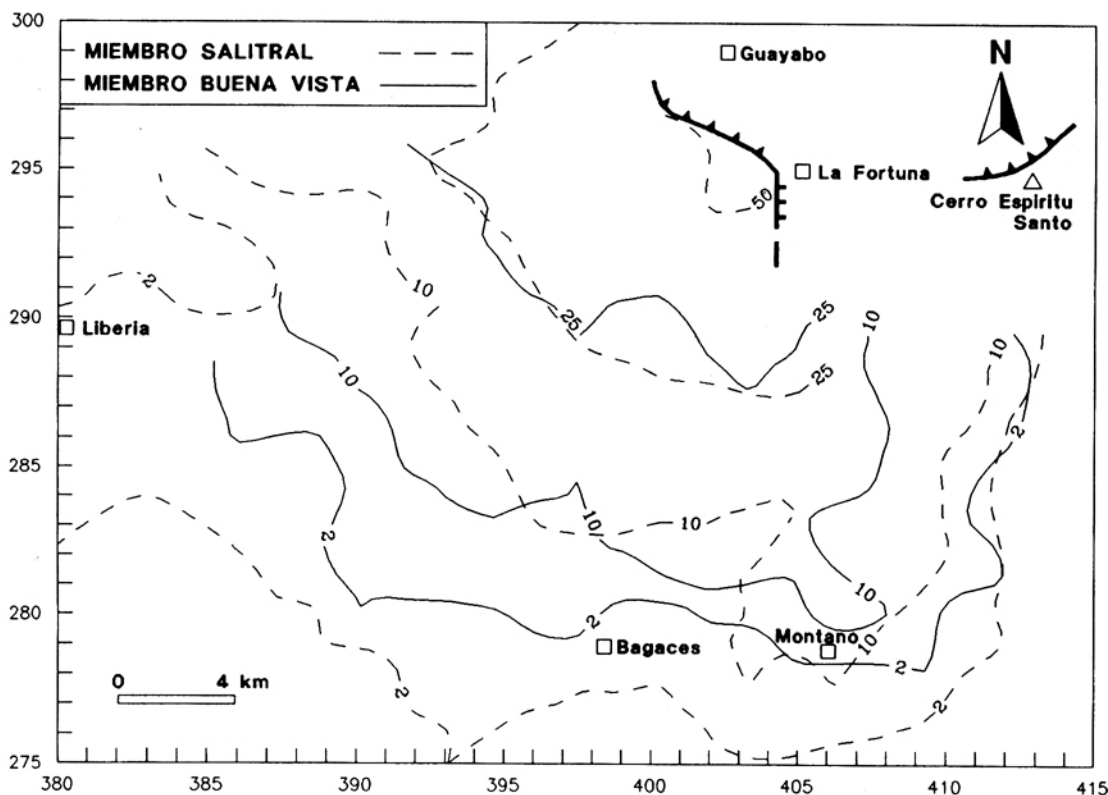 300
MIEMBRO SALITRAL
MIEMBRO BUENA VISTA
Guayabo
N
295
La Fortuna
50
Cerro Espiritu
Santo
2
10
290
Liberia
25
25
10
10
10
25
2
285
10
10
2
280
10
Montano
2
Bagaces
10
2
0 4 km
2
2
275
380 385 390 395 400 405 410 415